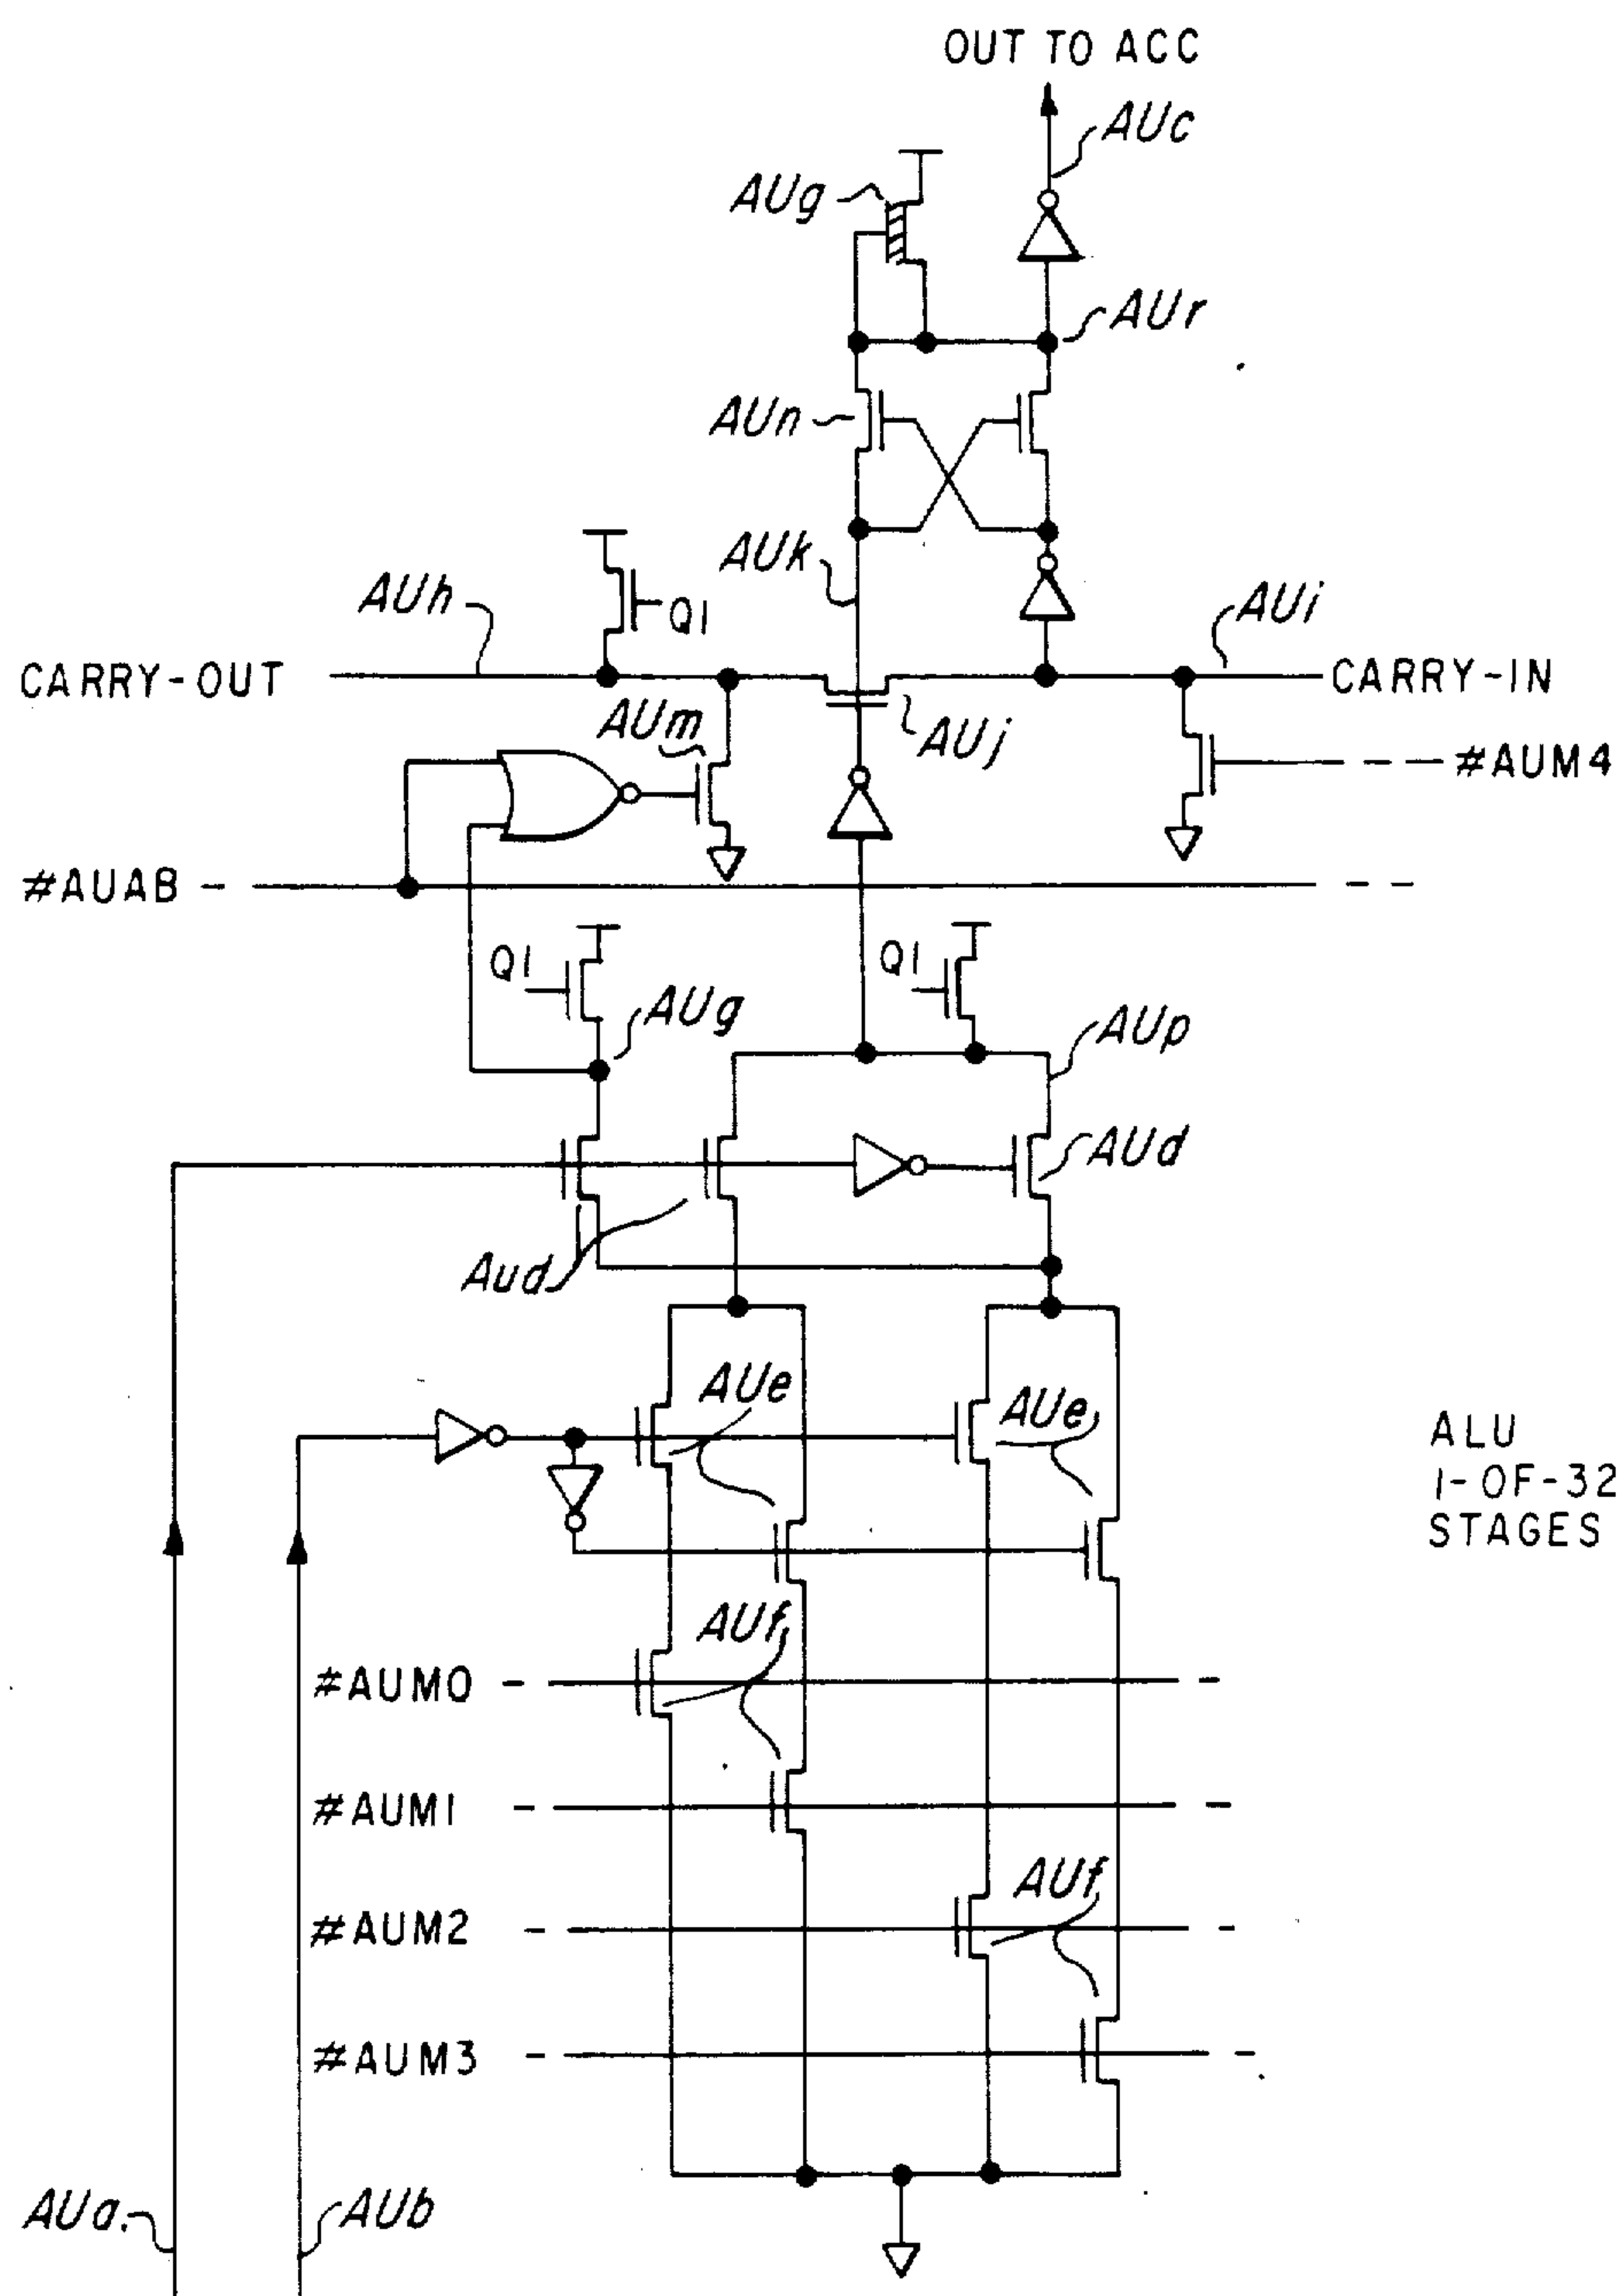 OUT TO ACC
AUc
AUg
AUr
AUn
AUk
AUh
Q1
AUi
CARRY-OUT
CARRY-IN
AUm
AUj
#AUM4
#AUAB
Q1
Q1
AUg
AUp
AUd
Aud
AUe
AUe
ALU
1-OF-32
STAGES
AUf
#AUM0
#AUM1
AUf
#AUM2
#AUM3
AUa
AUb